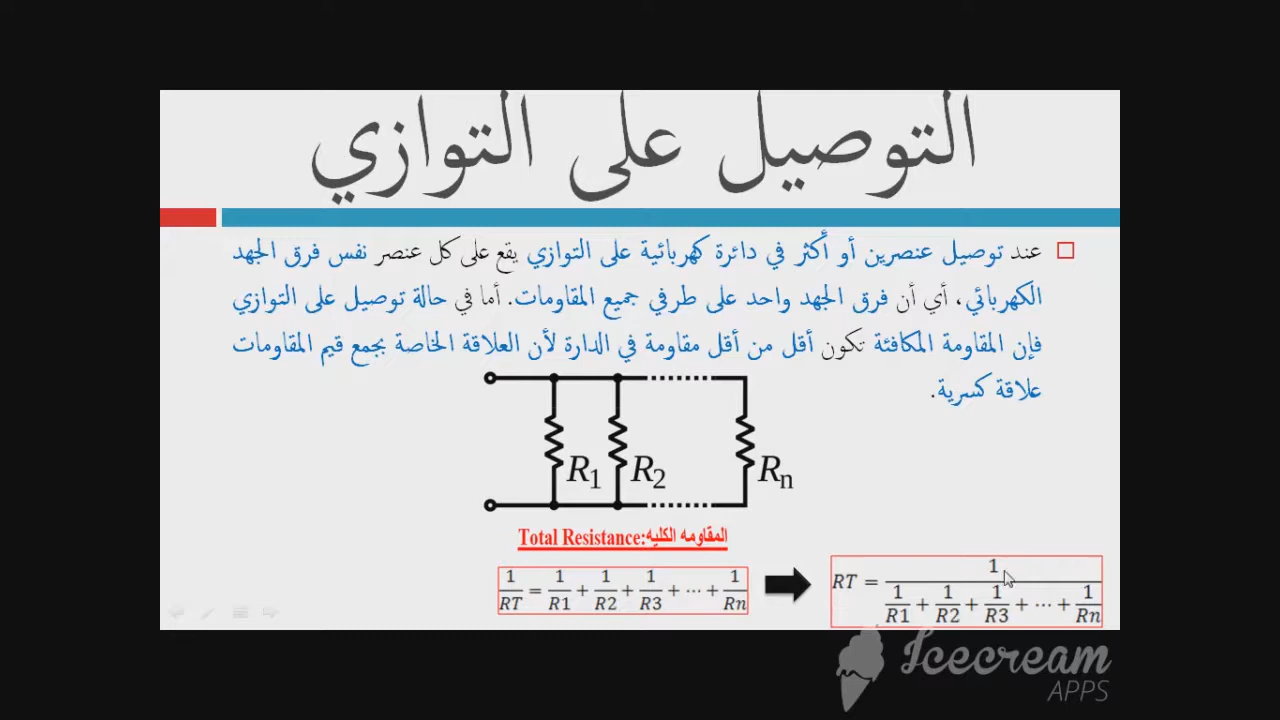 التوصيل على التوازي
عند توصيل عنصرين أو أكثر في دائرة كهربائية على التوازي يقع على كل عنصر نفس فرق الجهد
الكهربائي، أي أن فرق الجهد واحد على طرفي جميع المقاومات. أما في حالة توصيل على التوازي
فإن المقاومة المكافئة تكون أقل من أقل مقاومة في الدارة لأن العلاقة الخاصة بجمع قيم المقاومات
علاقة كسرية.
R1 R2 Rn
Total Resistance:المقاومه الكليه
1/RT = 1/R1 + 1/R2 + 1/R3 + ⋯ + 1/Rn
RT = 1/(1/R1 + 1/R2 + 1/R3 + ⋯ + 1/Rn)
Icecream
APPS